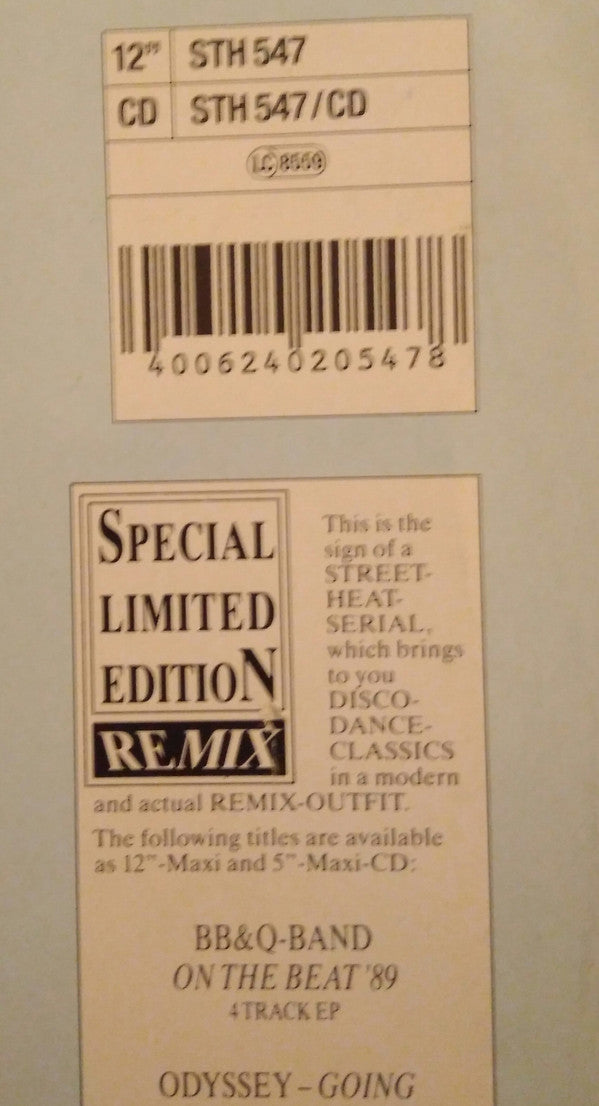 12" STH 547
CD STH 547/CD
LC 8559
4006240205478
SPECIAL
LIMITED
EDITION
REMIX
This is the
sign of a
STREET-
HEAT-
SERIAL,
which brings
to you
DISCO-
DANCE-
CLASSICS
in a modern
and actual REMIX-OUTFIT.
The following titles are available
as 12"-Maxi and 5"-Maxi-CD:
BB&Q-BAND
ON THE BEAT '89
4 TRACK EP
ODYSSEY – GOING